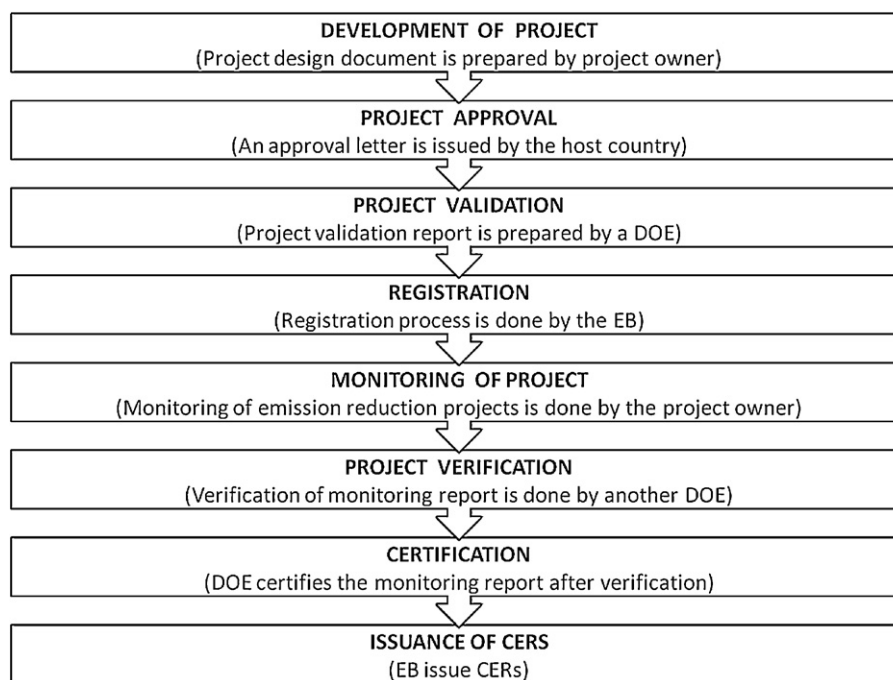 DEVELOPMENT OF PROJECT
(Project design document is prepared by project owner)
PROJECT APPROVAL
(An approval letter is issued by the host country)
PROJECT VALIDATION
(Project validation report is prepared by a DOE)
REGISTRATION
(Registration process is done by the EB)
MONITORING OF PROJECT
(Monitoring of emission reduction projects is done by the project owner)
PROJECT VERIFICATION
(Verification of monitoring report is done by another DOE)
CERTIFICATION
(DOE certifies the monitoring report after verification)
ISSUANCE OF CERS
(EB issue CERs)